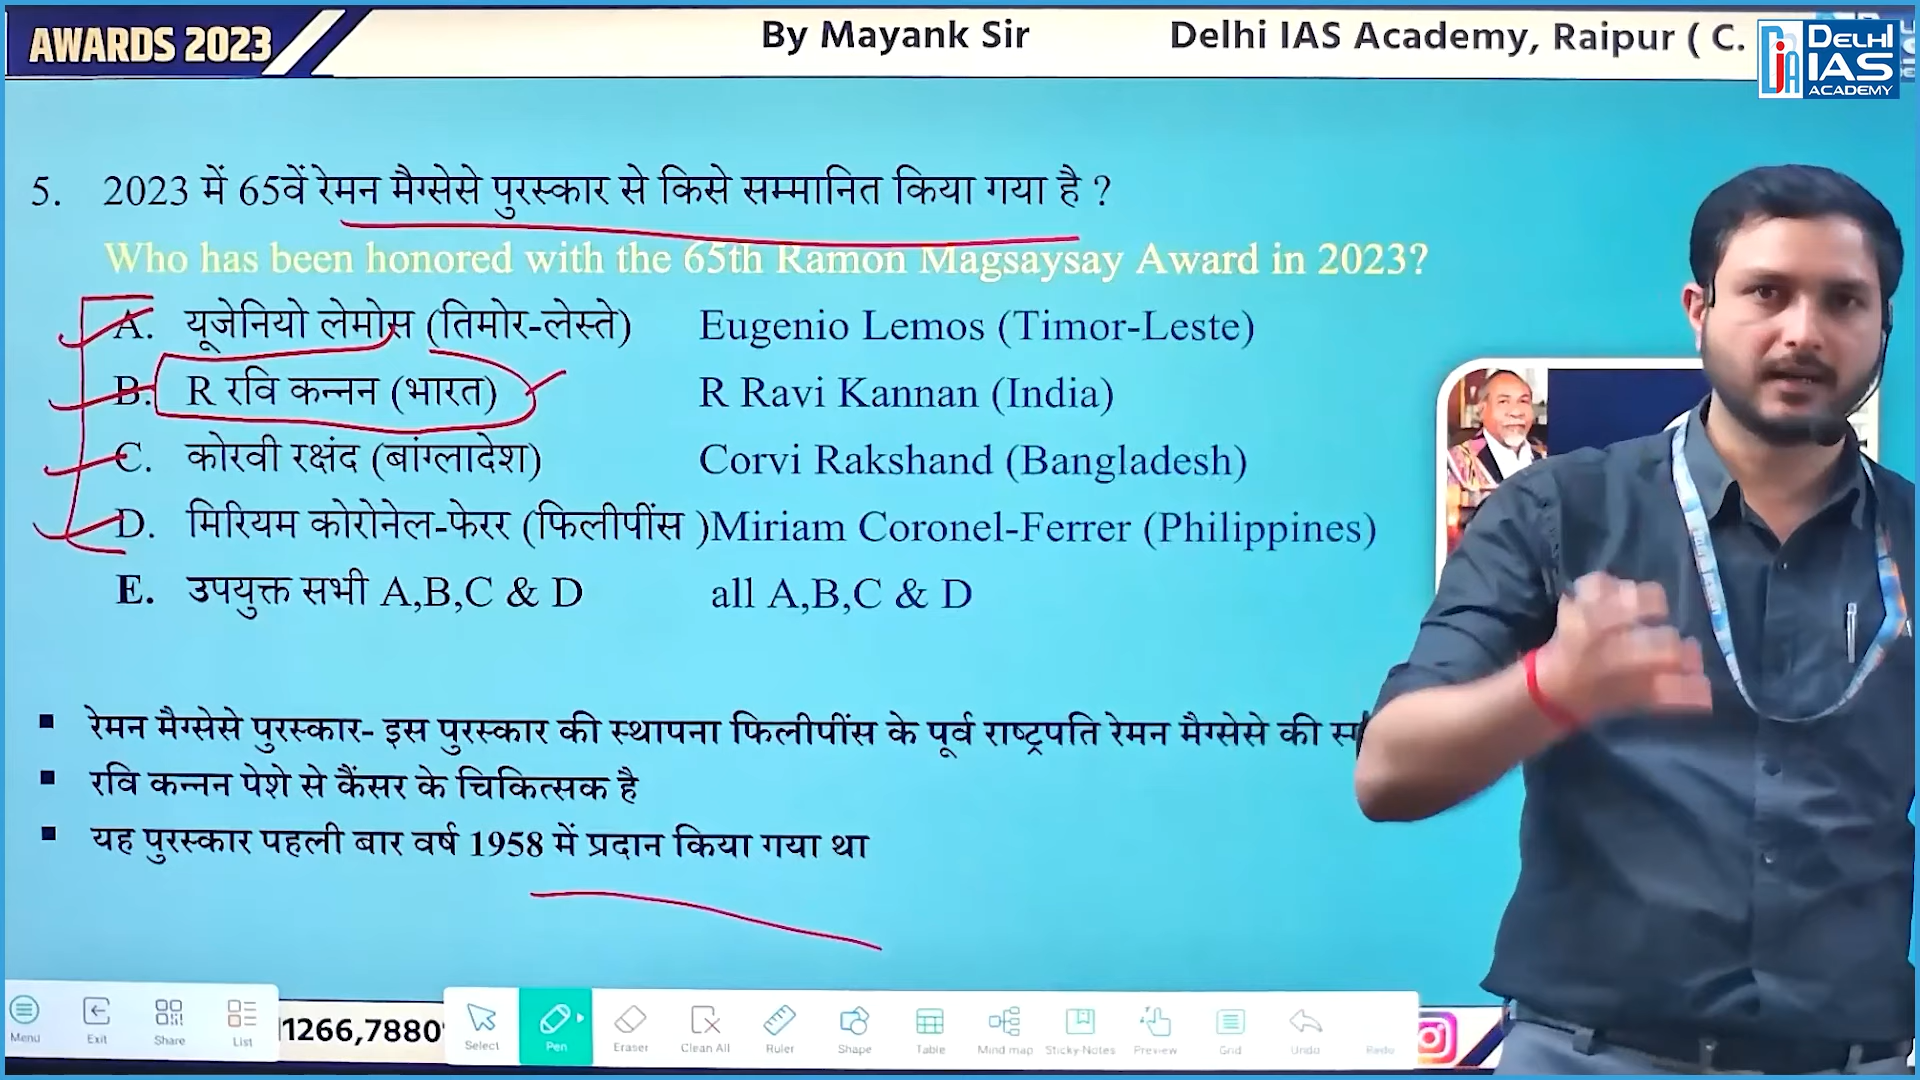 AWARDS 2023
By Mayank Sir
Delhi IAS Academy, Raipur ( C.
DELHI
IAS
ACADEMY
5. 2023 में 65वें रेमन मैग्सेसे पुरस्कार से किसे सम्मानित किया गया है ?
Who has been honored with the 65th Ramon Magsaysay Award in 2023?
A. यूजेनियो लेमोस (तिमोर-लेस्ते) Eugenio Lemos (Timor-Leste)
B. R रवि कन्नन (भारत) R Ravi Kannan (India)
C. कोरवी रक्षंद (बांग्लादेश) Corvi Rakshand (Bangladesh)
D. मिरियम कोरोनेल-फेरर (फिलीपींस ) Miriam Coronel-Ferrer (Philippines)
E. उपयुक्त सभी A,B,C & D all A,B,C & D
▪ रेमन मैग्सेसे पुरस्कार- इस पुरस्कार की स्थापना फिलीपींस के पूर्व राष्ट्रपति रेमन मैग्सेसे की
▪ रवि कन्नन पेशे से कैंसर के चिकित्सक है
▪ यह पुरस्कार पहली बार वर्ष 1958 में प्रदान किया गया था
1266,7880
Menu Exit Share List Select Pen Eraser Clean All Ruler Shape Table Mind map Sticky Notes Preview Grid Undo Redo